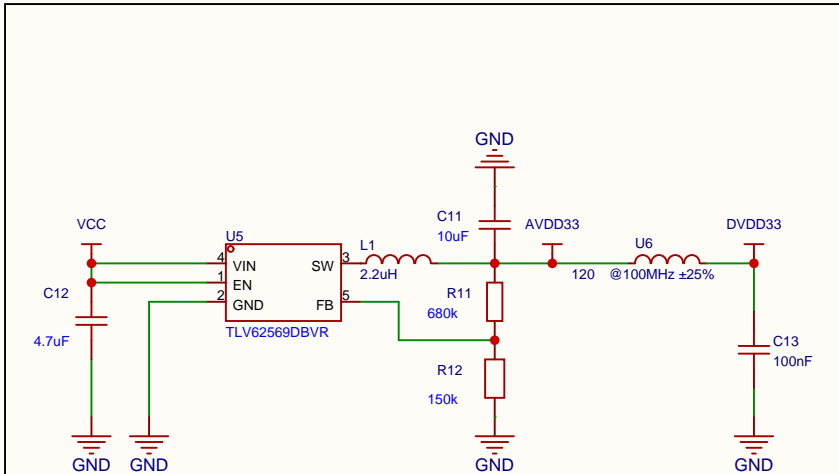 GND
VCC
U5
4
VIN
SW
3
1
EN
2
GND
FB
5
TLV62569DBVR
C12
4.7uF
L1
2.2uH
C11
10uF
AVDD33
U6
120 @100MHz ±25%
DVDD33
R11
680k
R12
150k
C13
100nF
GND
GND
GND
GND